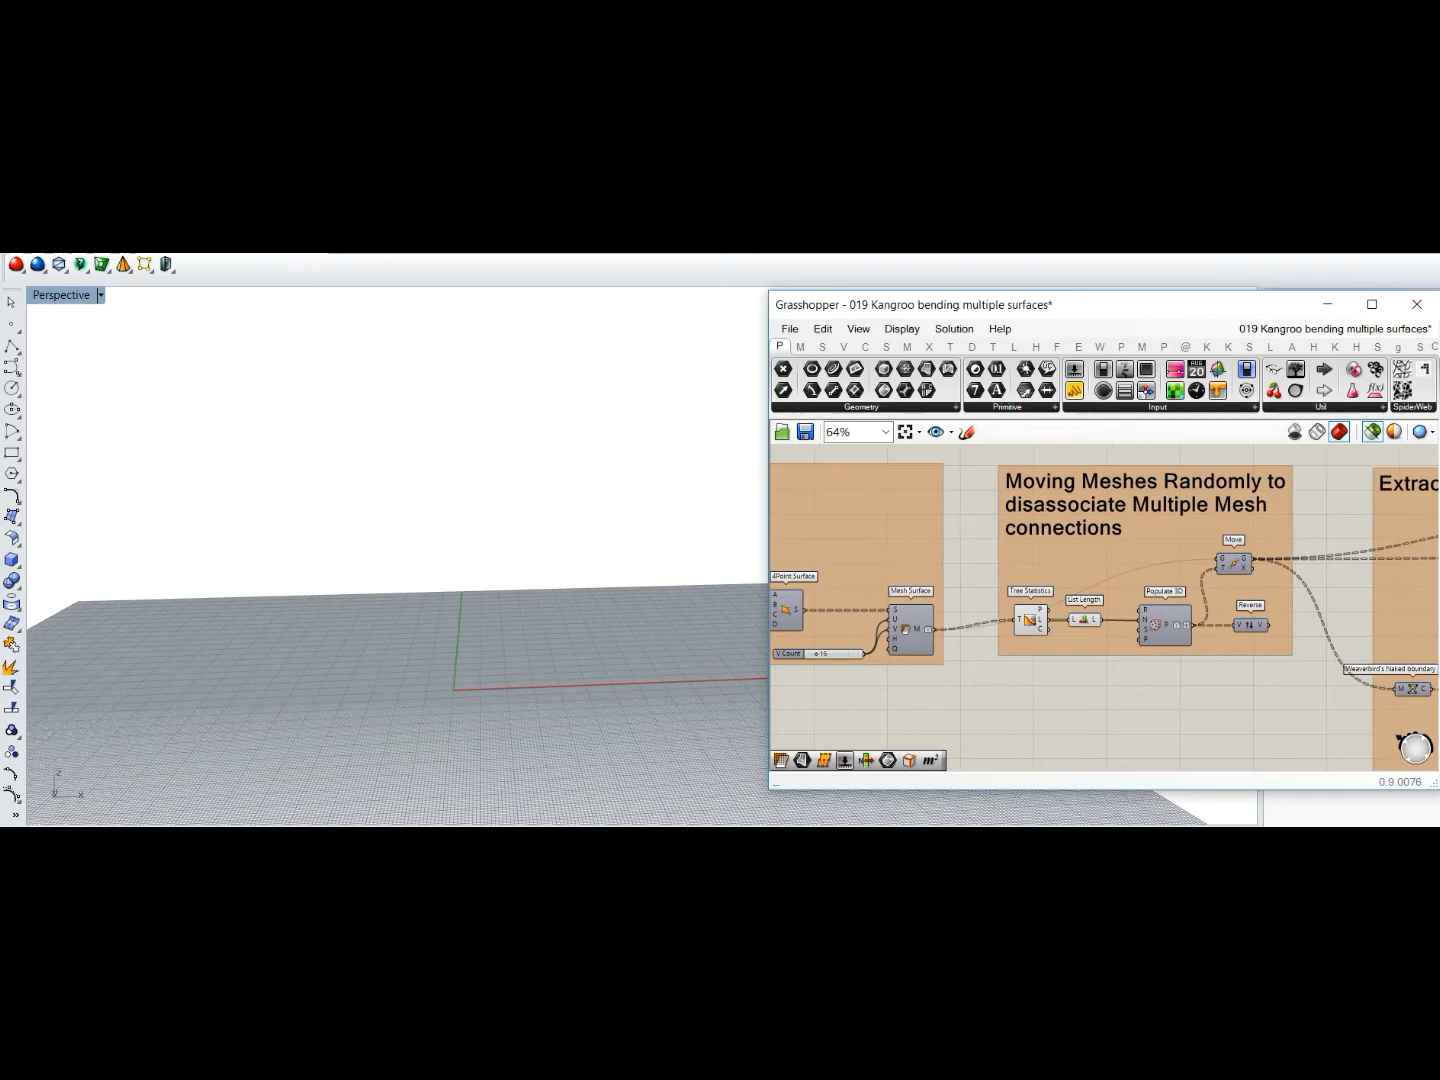 Perspective
Grasshopper - 019 Kangroo bending multiple surfaces*
File Edit View Display Solution Help
019 Kangroo bending multiple surfaces*
P M S V C S M X T D T L H F E W P M P @ K K S L A H K H S g S C
Geometry
Primitive
Input
Util
SpiderWeb
64%
Moving Meshes Randomly to
disassociate Multiple Mesh
connections
Extrac
Move
G T G X
4Point Surface
A B C D S
Mesh Surface
S U V H Q M
V Count 16
Tree Statistics
T P L C
List Length
L L
Populate 3D
R N S P P
Reverse
V V
Weaverbird's Naked boundary
M C
m²
z
y x
...
0.9.0076